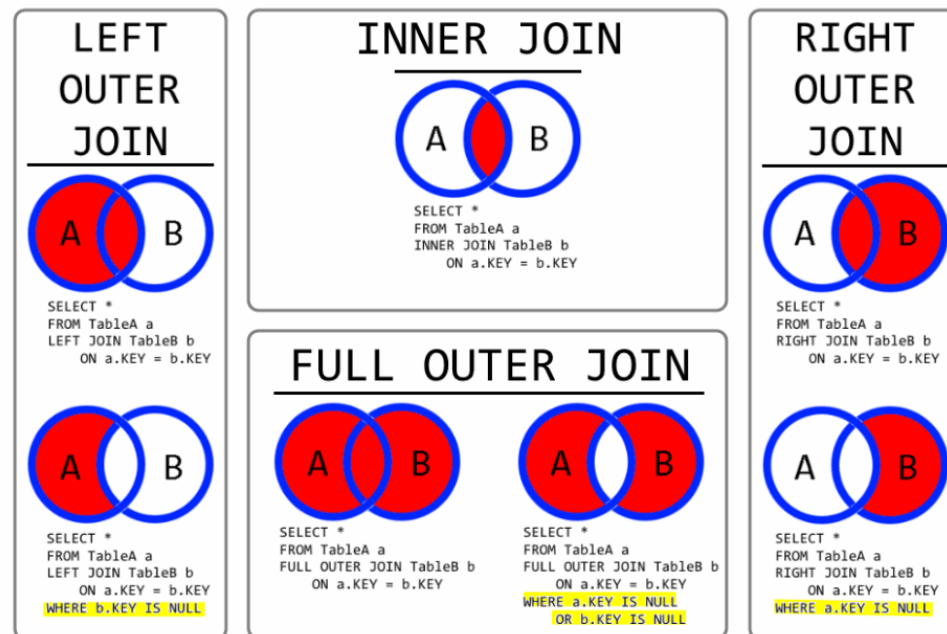 LEFT
OUTER
JOIN
A B
SELECT *
FROM TableA a
LEFT JOIN TableB b
ON a.KEY = b.KEY
A B
SELECT *
FROM TableA a
LEFT JOIN TableB b
ON a.KEY = b.KEY
WHERE b.KEY IS NULL
INNER JOIN
A B
SELECT *
FROM TableA a
INNER JOIN TableB b
ON a.KEY = b.KEY
FULL OUTER JOIN
A B
SELECT *
FROM TableA a
FULL OUTER JOIN TableB b
ON a.KEY = b.KEY
A B
SELECT *
FROM TableA a
FULL OUTER JOIN TableB b
ON a.KEY = b.KEY
WHERE a.KEY IS NULL
OR b.KEY IS NULL
RIGHT
OUTER
JOIN
A B
SELECT *
FROM TableA a
RIGHT JOIN TableB b
ON a.KEY = b.KEY
A B
SELECT *
FROM TableA a
RIGHT JOIN TableB b
ON a.KEY = b.KEY
WHERE a.KEY IS NULL